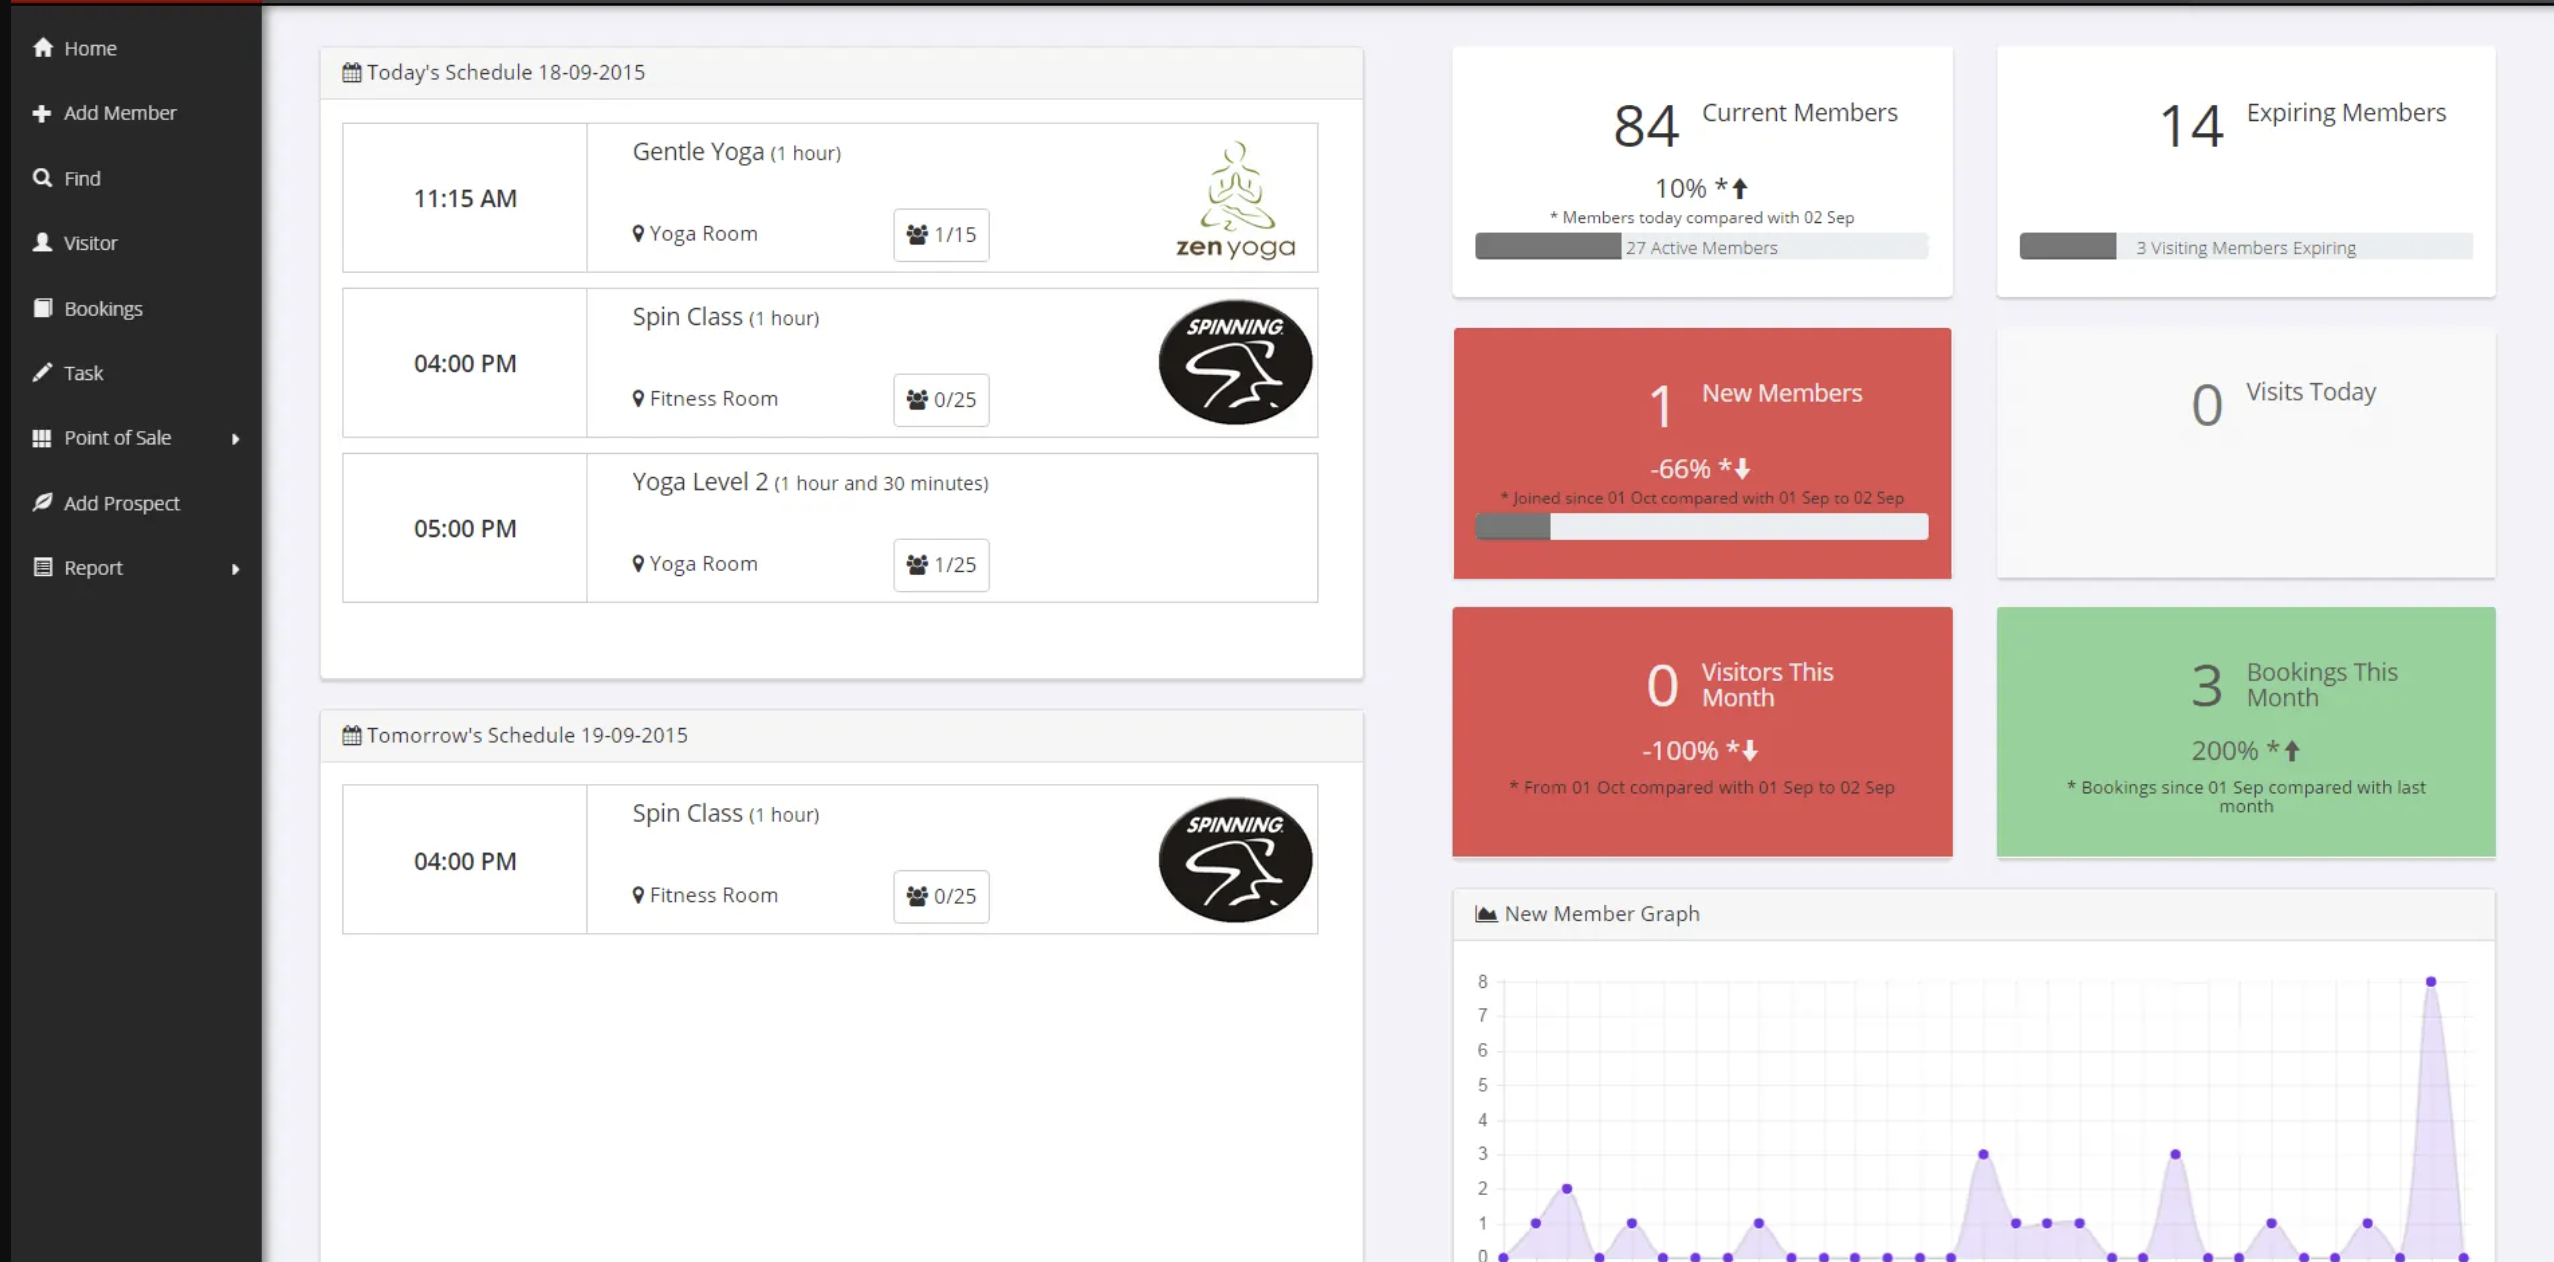 Home
Add Member
Find
Visitor
Bookings
Task
Point of Sale
Add Prospect
Report
Today's Schedule 18-09-2015
11:15 AM
Gentle Yoga (1 hour)
Yoga Room
1/15
zenyoga
04:00 PM
Spin Class (1 hour)
Fitness Room
0/25
SPINNING.
05:00 PM
Yoga Level 2 (1 hour and 30 minutes)
Yoga Room
1/25
Tomorrow's Schedule 19-09-2015
04:00 PM
Spin Class (1 hour)
Fitness Room
0/25
SPINNING.
84 Current Members
10% *
* Members today compared with 02 Sep
27 Active Members
14 Expiring Members
3 Visiting Members Expiring
1 New Members
-66% *
* Joined since 01 Oct compared with 01 Sep to 02 Sep
0 Visits Today
0 Visitors This
Month
-100% *
* From 01 Oct compared with 01 Sep to 02 Sep
3 Bookings This
Month
200% *
* Bookings since 01 Sep compared with last
month
New Member Graph
8
7
6
5
4
3
2
1
0